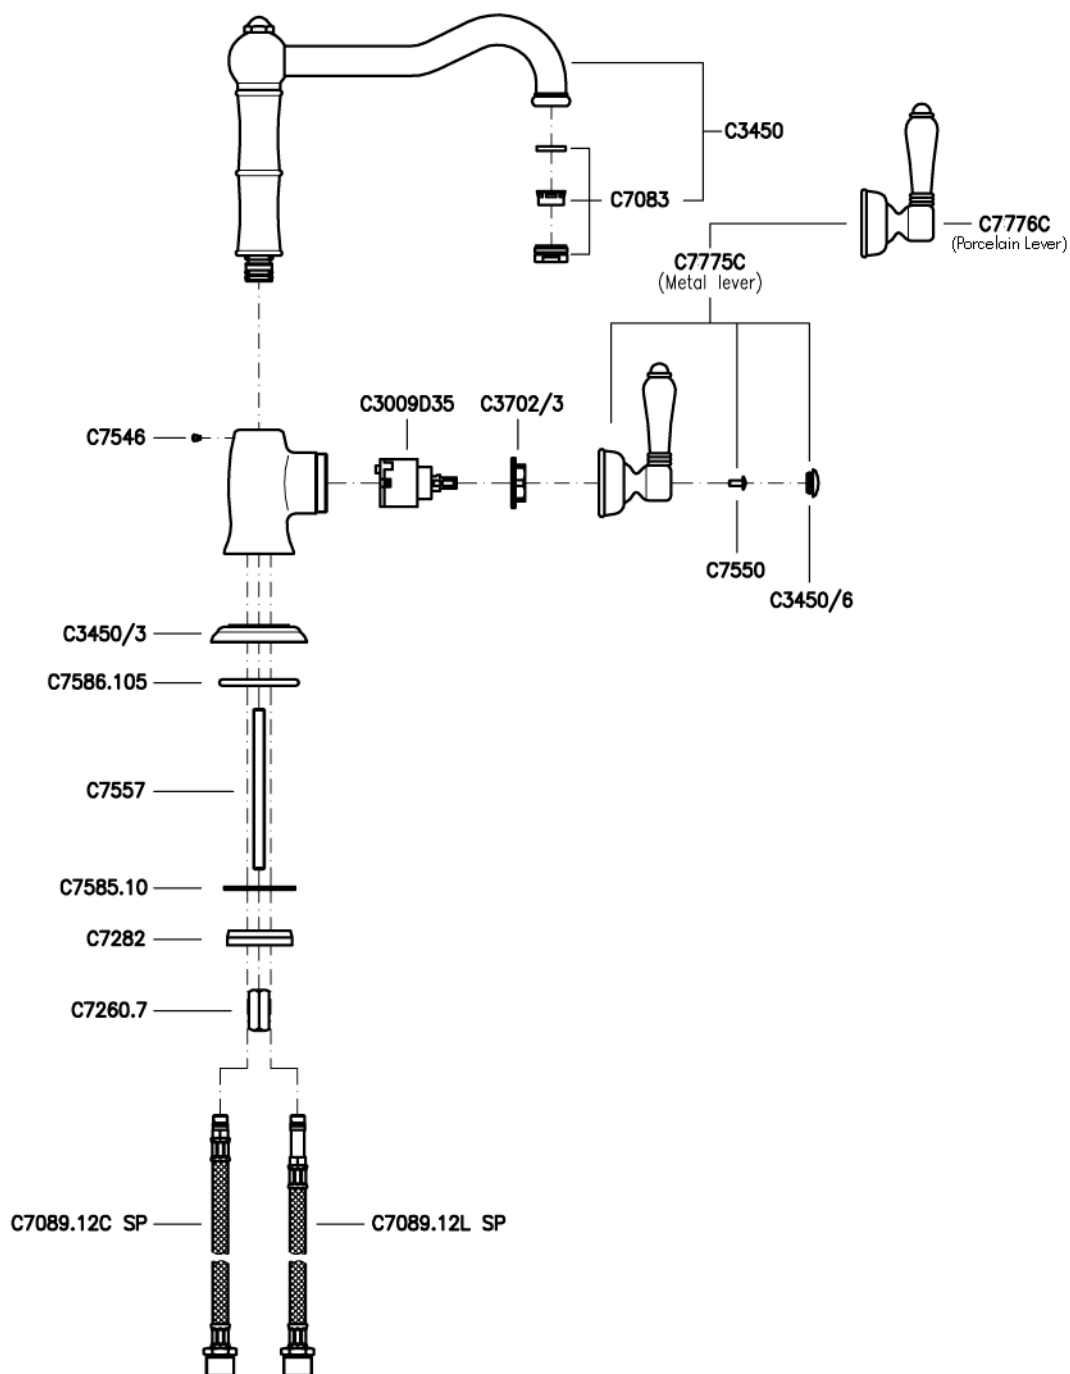 C3450
C7083
C7776C
(Porcelain Lever)
C7775C
(Metal lever)
C3009D35
C3702/3
C7546
C7550
C3450/6
C3450/3
C7586.105
C7557
C7585.10
C7282
C7260.7
C7089.12C SP
C7089.12L SP